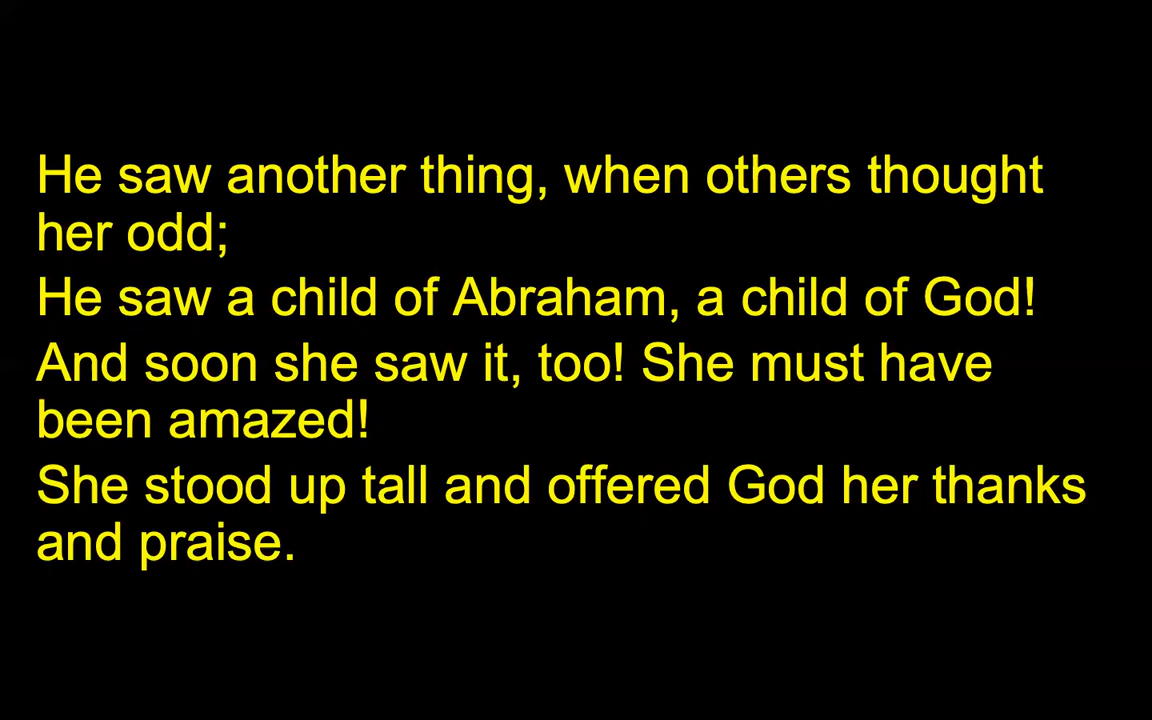 He saw another thing, when others thought
her odd;
He saw a child of Abraham, a child of God!
And soon she saw it, too! She must have
been amazed!
She stood up tall and offered God her thanks
and praise.